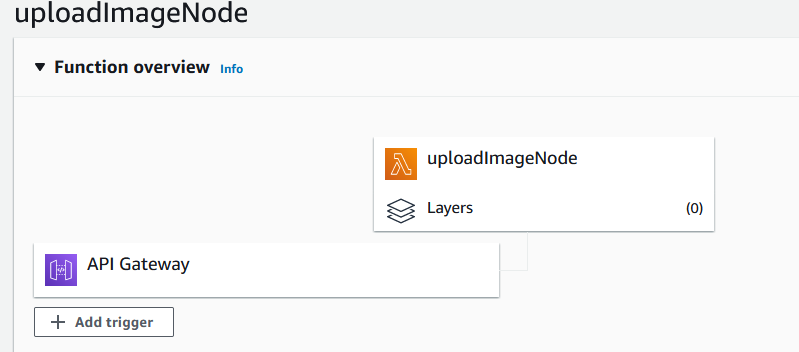 uploadImageNode
Function overview Info
uploadImageNode
Layers (0)
API Gateway
Add trigger